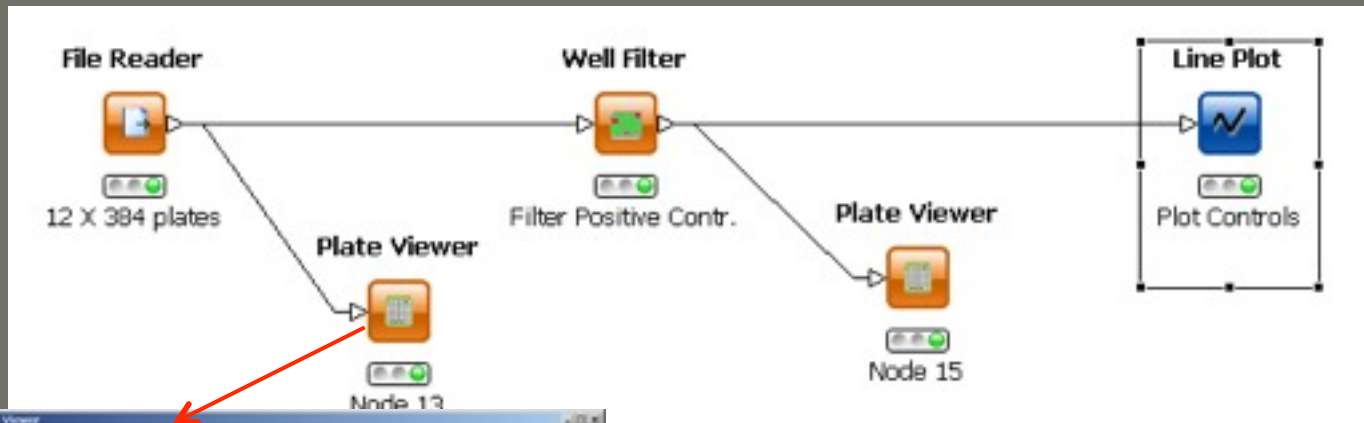 File Reader
Well Filter
Line Plot
12 X 384 plates
Filter Positive Contr.
Plot Controls
Plate Viewer
Plate Viewer
Node 15
Node 13
Viewer